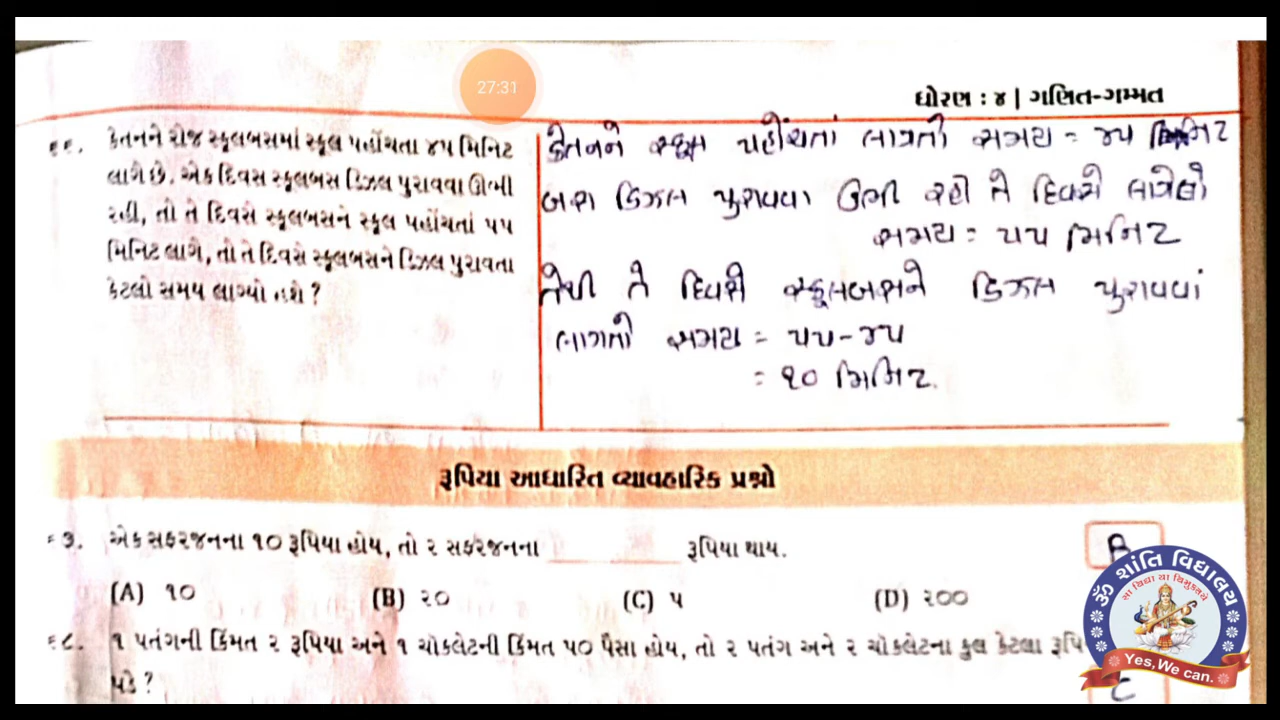 27:31
ધોરણ : ૪ | ગણિત-ગમ્મત
૬૬. કેતનને રોજ સ્કૂલબસમાં સ્કૂલ પહોંચતા ૪૫ મિનિટ
લાગે છે. એક દિવસ સ્કૂલબસ ડિઝલ પુરાવવા ઊભી
રહી, તો તે દિવસે સ્કૂલબસને સ્કૂલ પહોંચતાં ૫૫
મિનિટ લાગે, તો તે દિવસે સ્કૂલબસને ડિઝલ પુરાવતા
કેટલો સમય લાગ્યો હશે ?
કેતનને સ્કૂલ પહોંચતાં લાગતો સમય = ૪૫ મિનિટ
બસ ડિઝલ પુરાવવા ઉભી રહી તે દિવસે લાગેલો
સમય = ૫૫ મિનિટ
તેથી તે દિવસે સ્કૂલબસને ડિઝલ પુરાવવાં
લાગતો સમય = ૫૫-૪૫
= ૧૦ મિનિટ.
રૂપિયા આધારિત વ્યાવહારિક પ્રશ્નો
૬૭. એક સફરજનના ૧૦ રૂપિયા હોય, તો ૨ સફરજનના ________ રૂપિયા થાય. B
(A) ૧૦ (B) ૨૦ (C) ૫ (D) ૨૦૦
૬૮. ૧ પતંગની કિંમત ૨ રૂપિયા અને ૧ ચોકલેટની કિંમત ૫૦ પૈસા હોય, તો ૨ પતંગ અને ૨ ચોકલેટના કુલ કેટલા રૂપિ
પડે ? C
ૐ શાંતિ વિદ્યાલય
સા વિદ્યા યા વિમુક્તયે
Yes, We can.